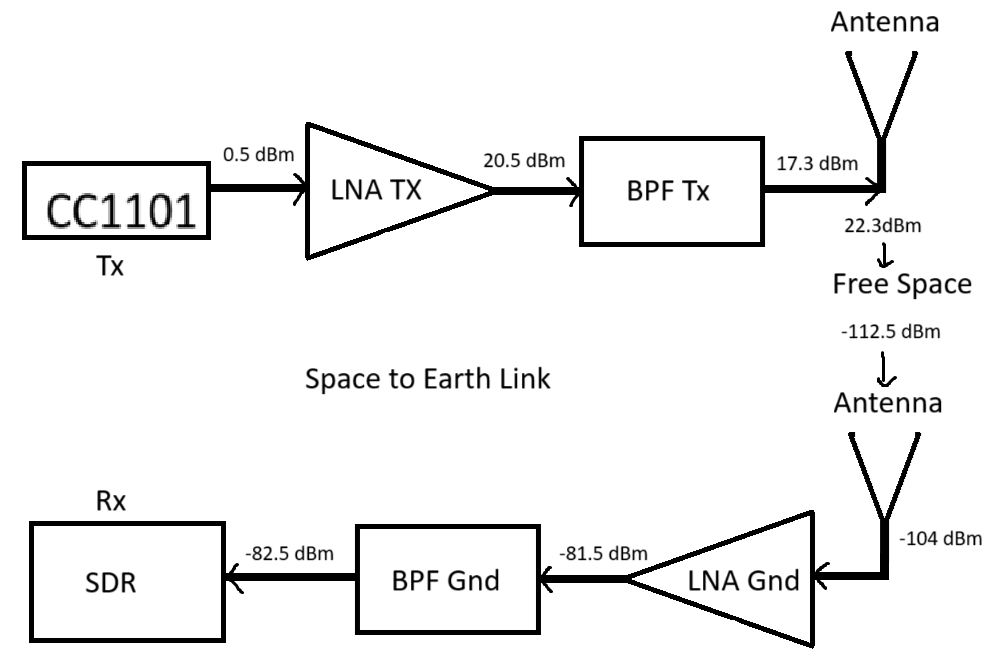 Antenna
0.5 dBm
20.5 dBm
17.3 dBm
CC1101
LNA TX
BPF Tx
Tx
22.3dBm
Free Space
-112.5 dBm
Space to Earth Link
Antenna
Rx
-82.5 dBm
-81.5 dBm
-104 dBm
SDR
BPF Gnd
LNA Gnd